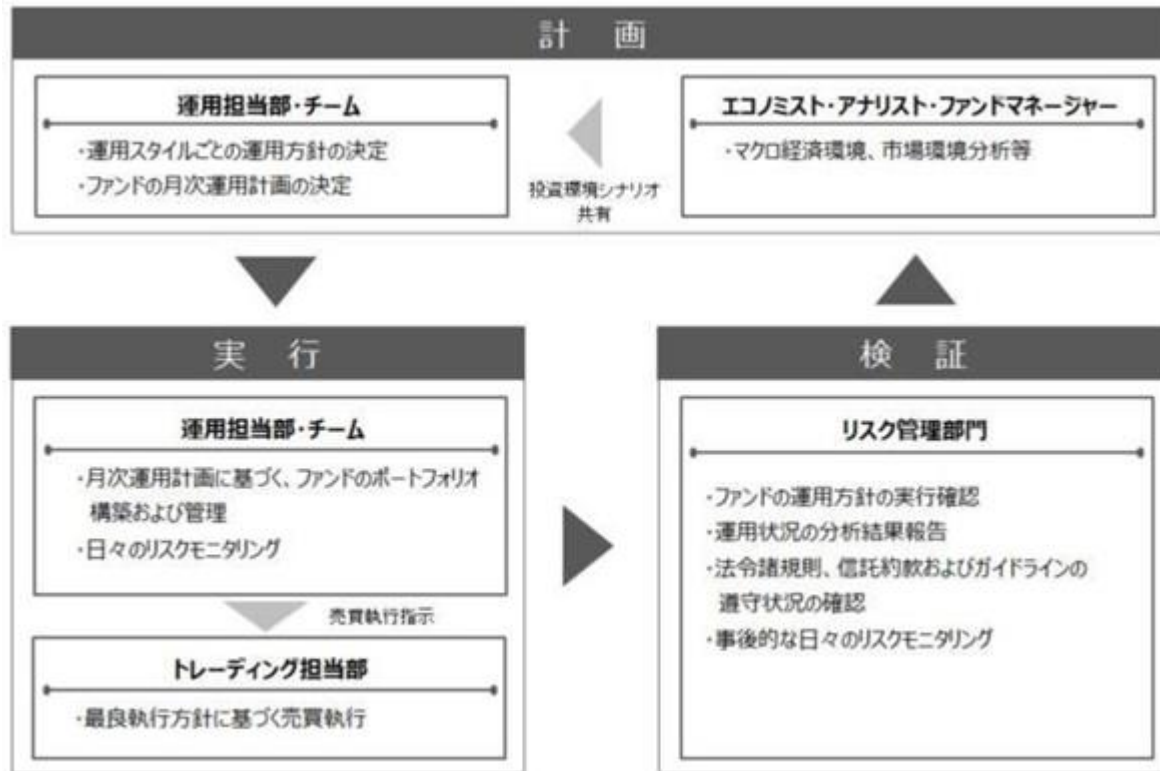 計 画
運用担当部・チーム
・運用スタイルごとの運用方針の決定
・ファンドの月次運用計画の決定
投資環境シナリオ
共有
エコノミスト・アナリスト・ファンドマネージャー
・マクロ経済環境、市場環境分析等
実 行
運用担当部・チーム
・月次運用計画に基づく、ファンドのポートフォリオ
構築および管理
・日々のリスクモニタリング
売買執行指示
トレーディング担当部
・最良執行方針に基づく売買執行
検 証
リスク管理部門
・ファンドの運用方針の実行確認
・運用状況の分析結果報告
・法令諸規則、信託約款およびガイドラインの
遵守状況の確認
・事後的な日々のリスクモニタリング